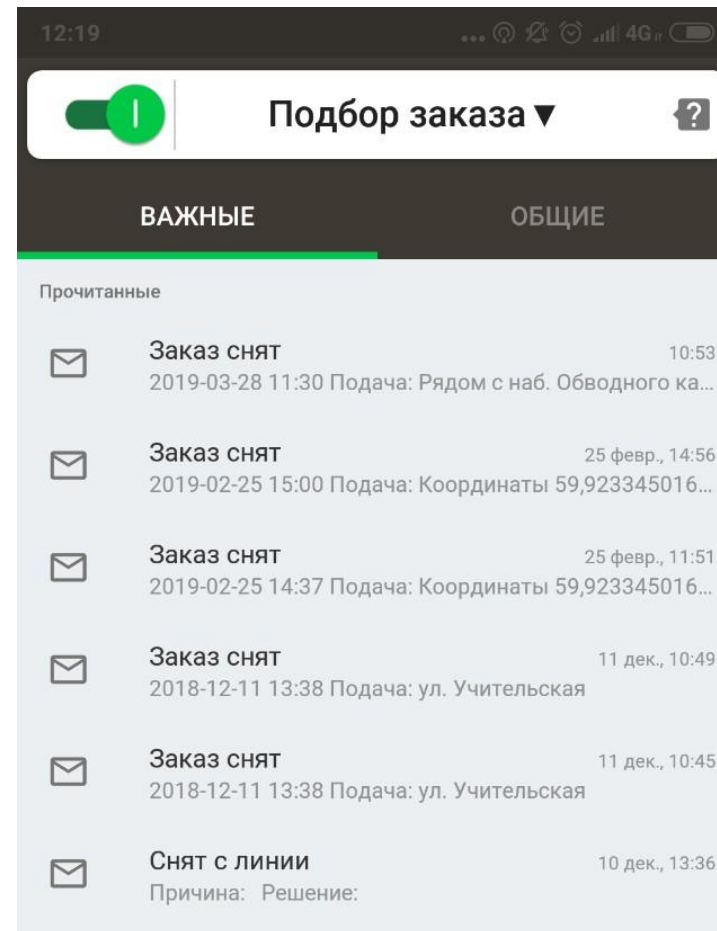 12:19 ... 4G
Подбор заказа ▼ ?
ВАЖНЫЕ ОБЩИЕ
Прочитанные
Заказ снят 10:53
2019-03-28 11:30 Подача: Рядом с наб. Обводного ка...
Заказ снят 25 февр., 14:56
2019-02-25 15:00 Подача: Координаты 59,923345016...
Заказ снят 25 февр., 11:51
2019-02-25 14:37 Подача: Координаты 59,923345016...
Заказ снят 11 дек., 10:49
2018-12-11 13:38 Подача: ул. Учительская
Заказ снят 11 дек., 10:45
2018-12-11 13:38 Подача: ул. Учительская
Снят с линии 10 дек., 13:36
Причина: Решение: